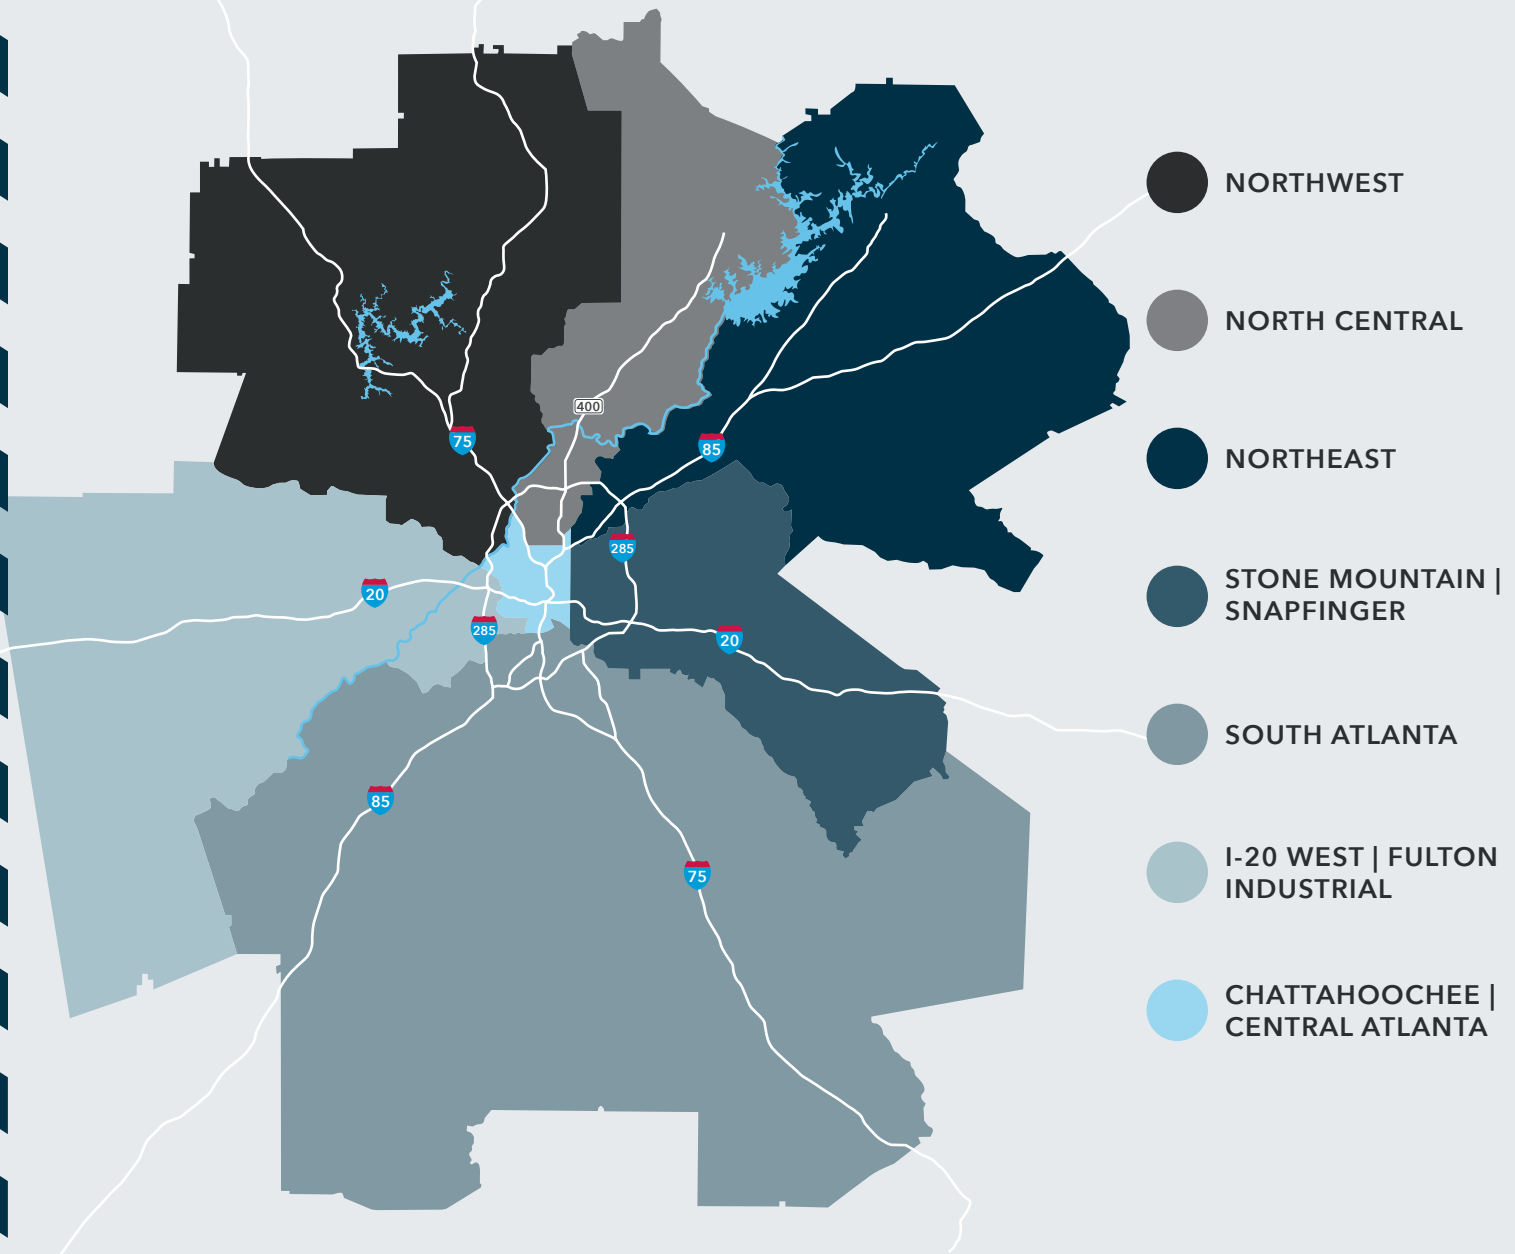 NORTHWEST
NORTH CENTRAL
400
75
85
NORTHEAST
285
STONE MOUNTAIN |
SNAPFINGER
20
285
20
SOUTH ATLANTA
85
75
I-20 WEST | FULTON
INDUSTRIAL
CHATTAHOOCHEE |
CENTRAL ATLANTA